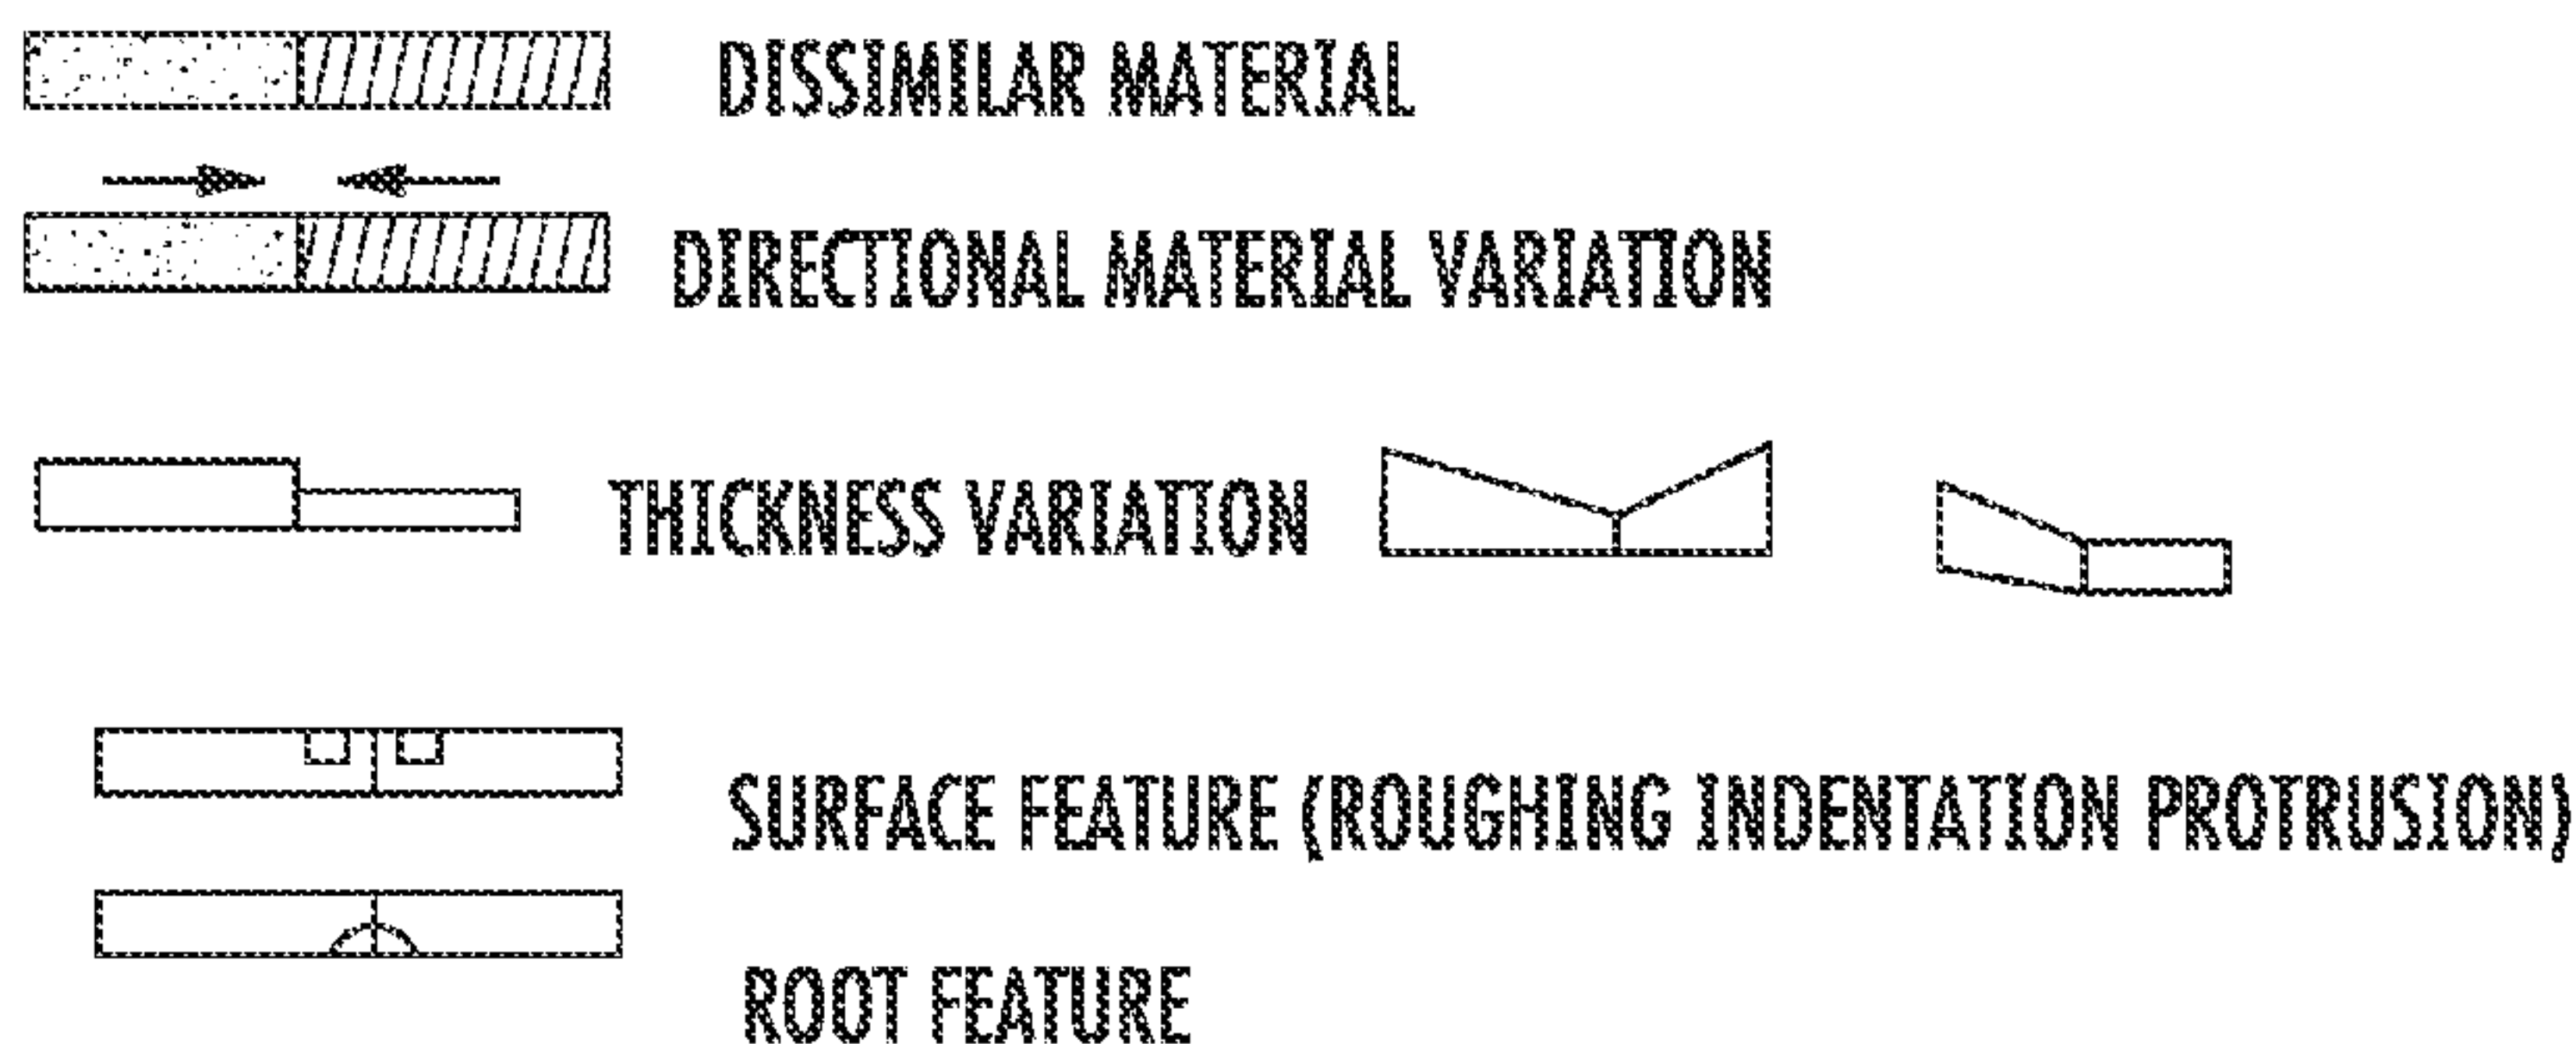 DISSIMILAR MATERIAL
DIRECTIONAL MATERIAL VARIATION
THICKNESS VARIATION
SURFACE FEATURE (ROUGHING INDENTATION PROTRUSION)
ROOT FEATURE